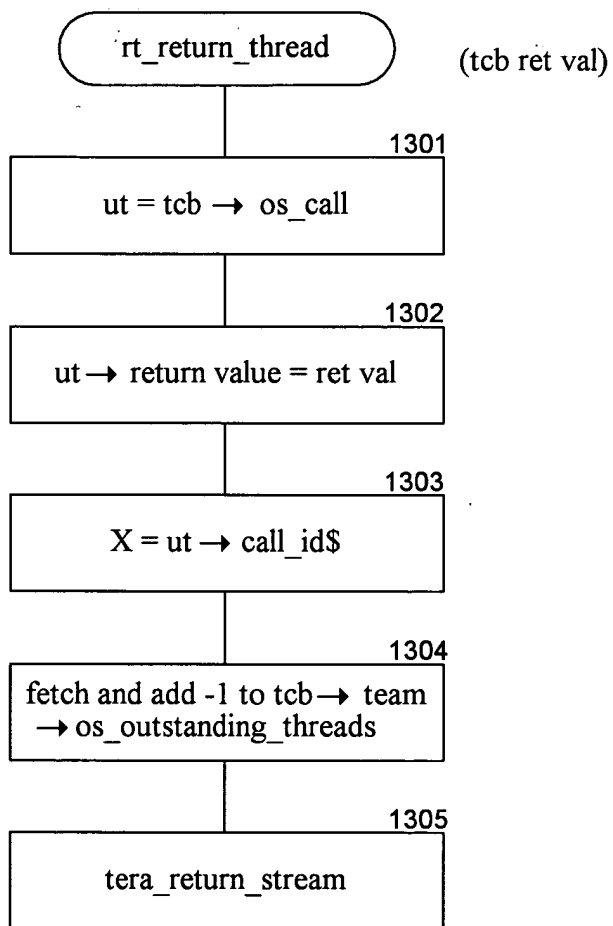 rt_return_thread
(tcb ret val)
1301
ut = tcb → os_call
1302
ut → return value = ret val
1303
X = ut → call_id$
1304
fetch and add -1 to tcb → team
→ os_outstanding_threads
1305
tera_return_stream